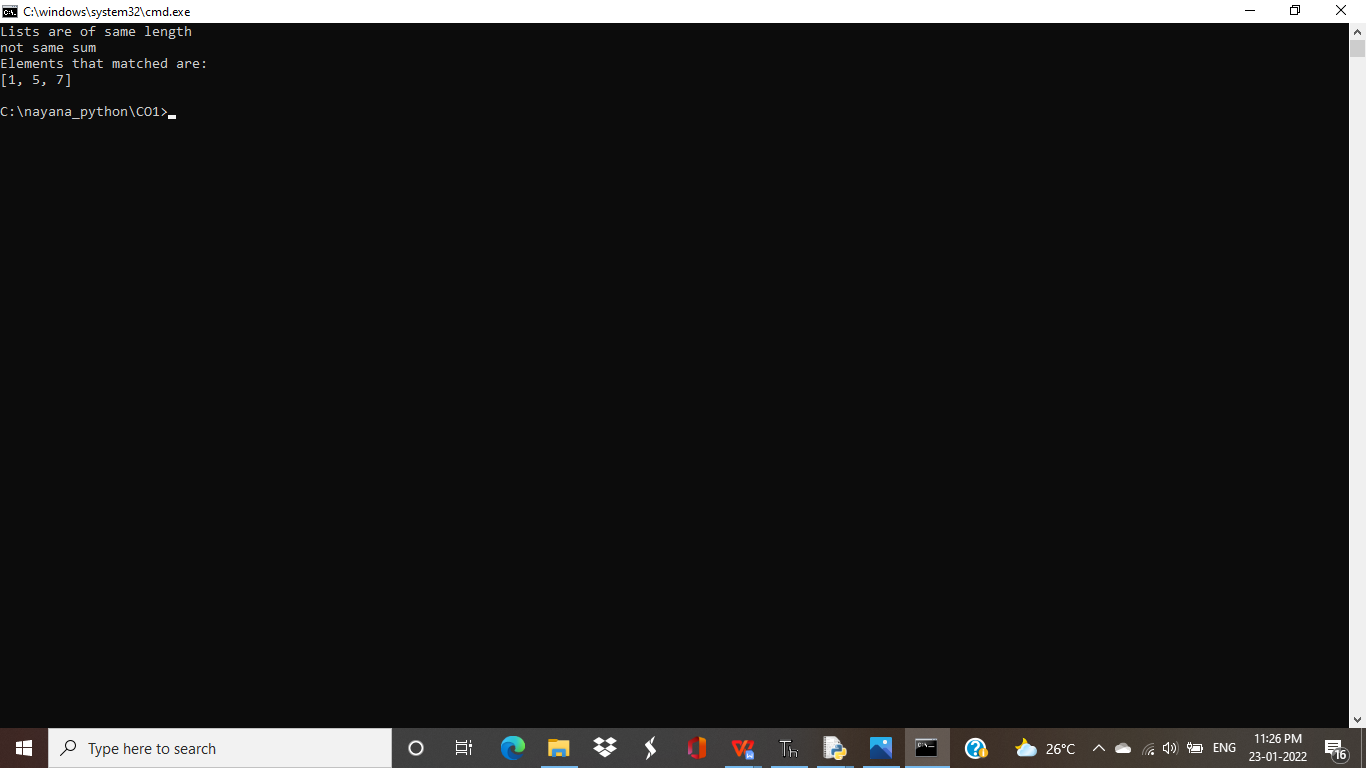 C:\windows\system32\cmd.exe
Lists are of same length
not same sum
Elements that matched are:
[1, 5, 7]
C:\nayana_python\CO1>
Type here to search
26°C
ENG
11:26 PM
23-01-2022
16